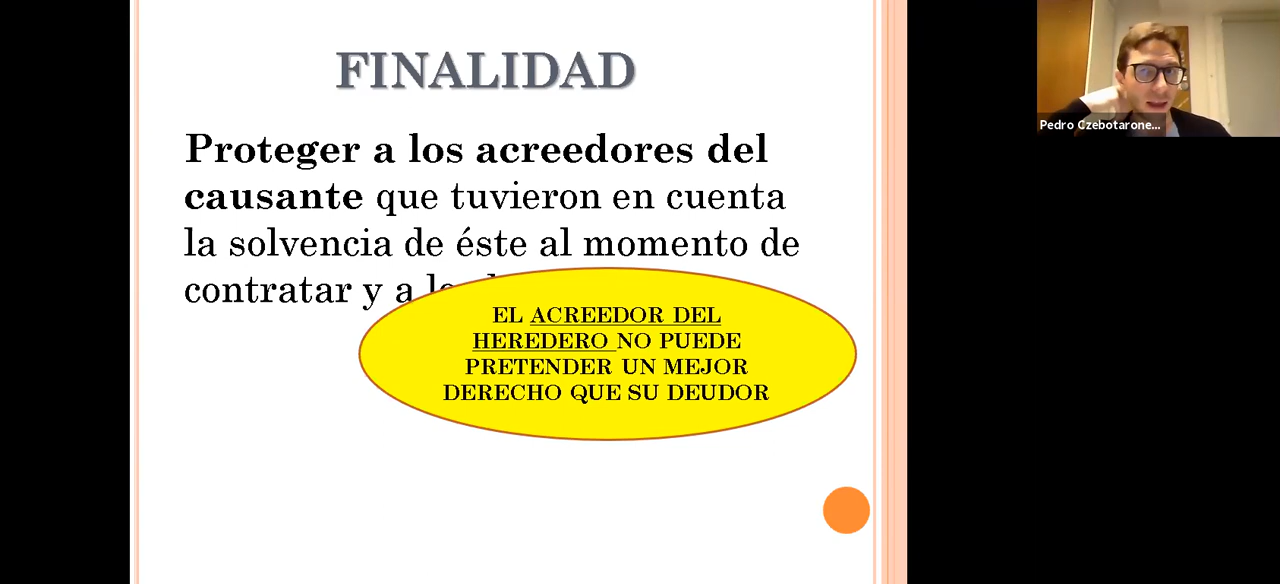 FINALIDAD
Proteger a los acreedores del
causante que tuvieron en cuenta
la solvencia de éste al momento de
contratar y a
EL ACREEDOR DEL
HEREDERO NO PUEDE
PRETENDER UN MEJOR
DERECHO QUE SU DEUDOR
Pedro Czebotarone...